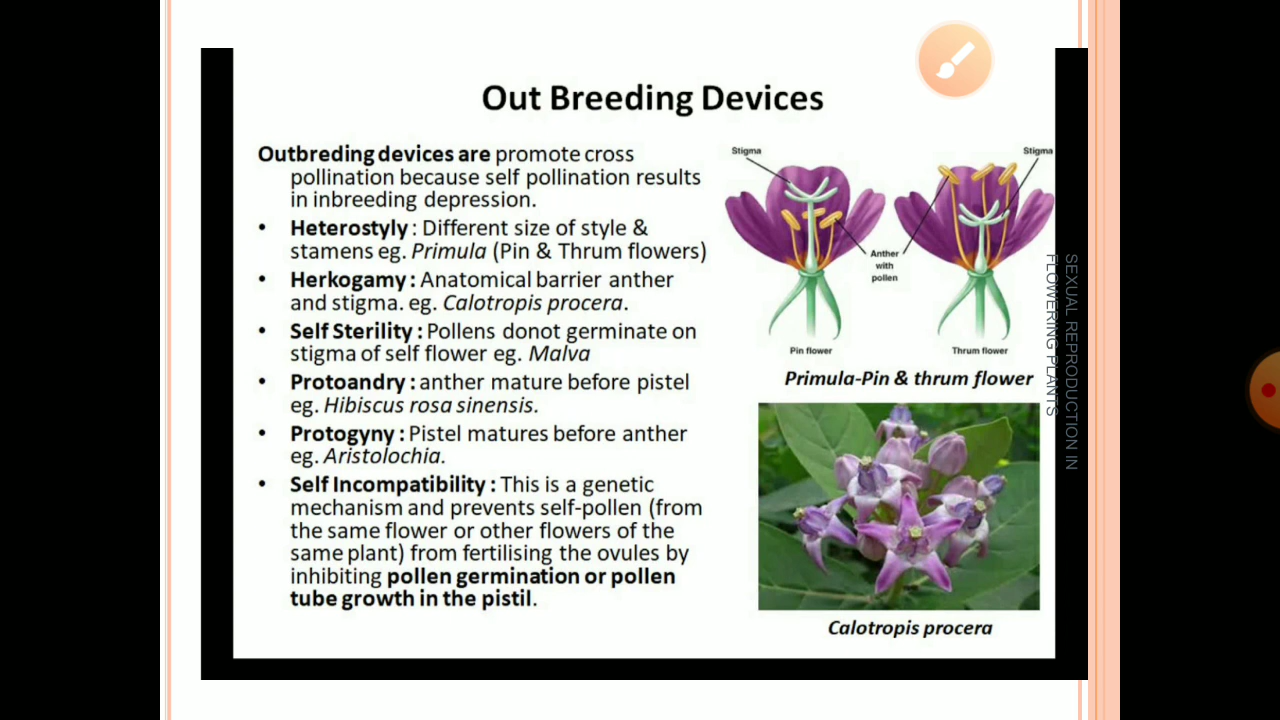 Out Breeding Devices
Outbreding devices are promote cross
pollination because self pollination results
in inbreeding depression.
• Heterostyly : Different size of style &
stamens eg. Primula (Pin & Thrum flowers)
• Herkogamy : Anatomical barrier anther
and stigma. eg. Calotropis procera.
• Self Sterility : Pollens donot germinate on
stigma of self flower eg. Malva
• Protoandry : anther mature before pistel
eg. Hibiscus rosa sinensis.
• Protogyny : Pistel matures before anther
eg. Aristolochia.
• Self Incompatibility : This is a genetic
mechanism and prevents self-pollen (from
the same flower or other flowers of the
same plant) from fertilising the ovules by
inhibiting pollen germination or pollen
tube growth in the pistil.
Stigma
Stigma
Anther
with
pollen
Pin flower
Thrum flower
Primula-Pin & thrum flower
Calotropis procera
SEXUAL REPRODUCTION IN
FLOWERING PLANTS